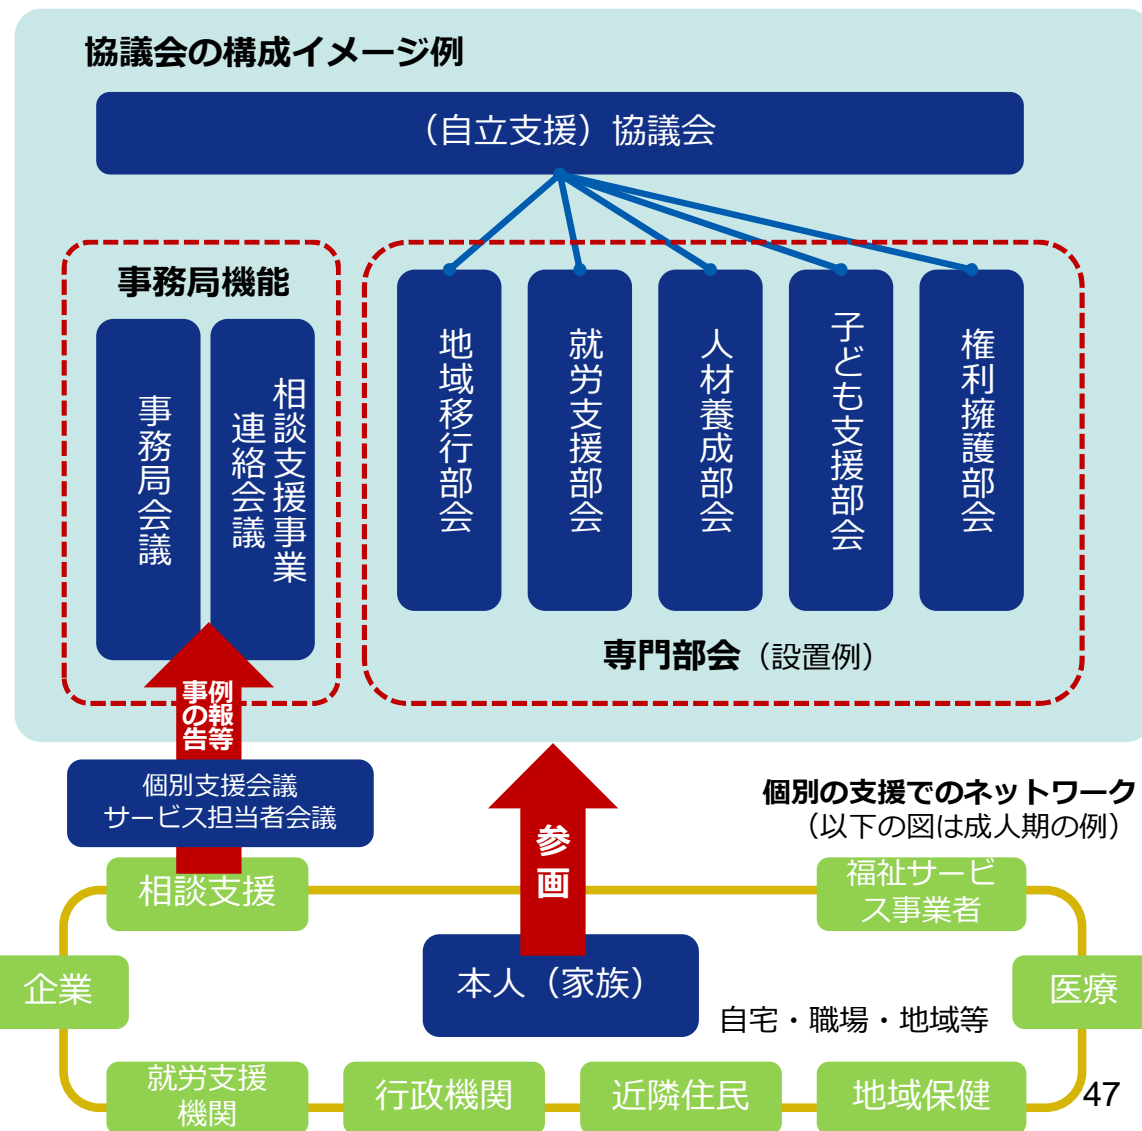 協議会の構成イメージ例
（自立支援）協議会
事務局機能
事務局会議
相談支援事業
連絡会議
地域移行部会
就労支援部会
人材養成部会
子ども支援部会
権利擁護部会
専門部会（設置例）
事例
の報
告等
個別支援会議
サービス担当者会議
参
画
個別の支援でのネットワーク
（以下の図は成人期の例）
相談支援
福祉サービ
ス事業者
企業
本人（家族）
医療
自宅・職場・地域等
就労支援
機関
行政機関
近隣住民
地域保健
47